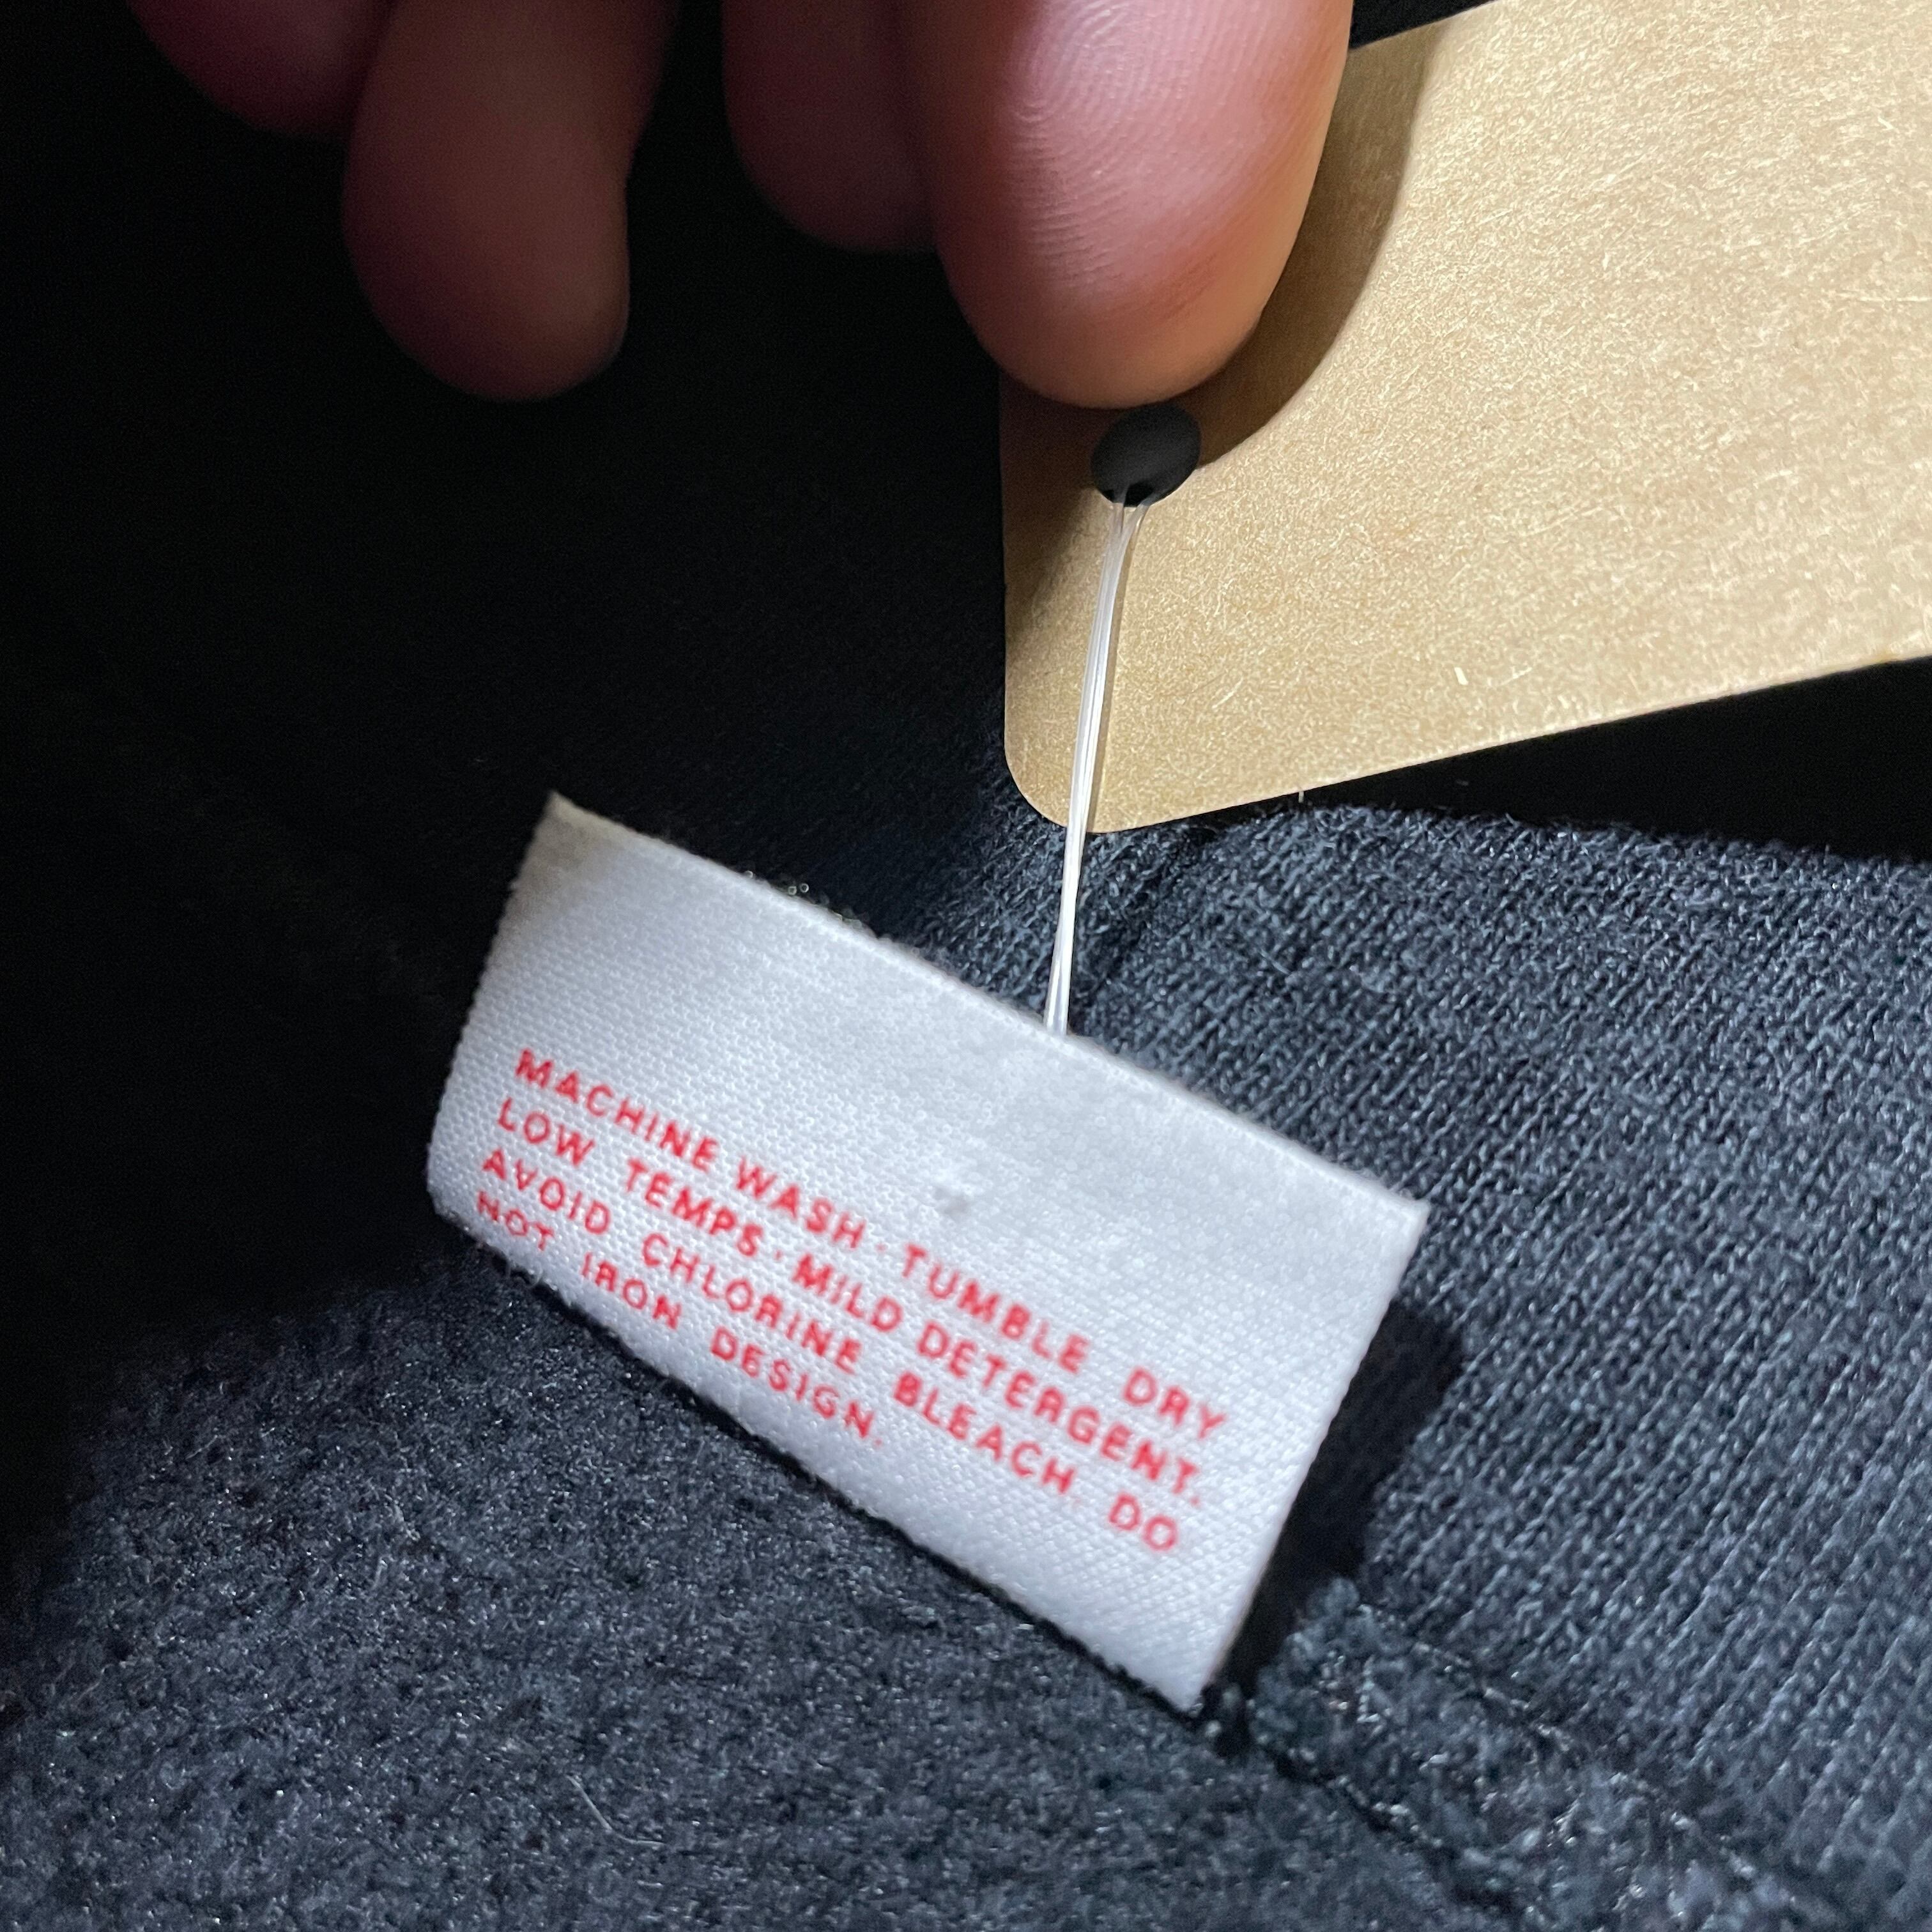 MACHINE WASH · TUMBLE DRY
LOW TEMPS · MILD DETERGENT.
AVOID CHLORINE BLEACH. DO
NOT IRON DESIGN.